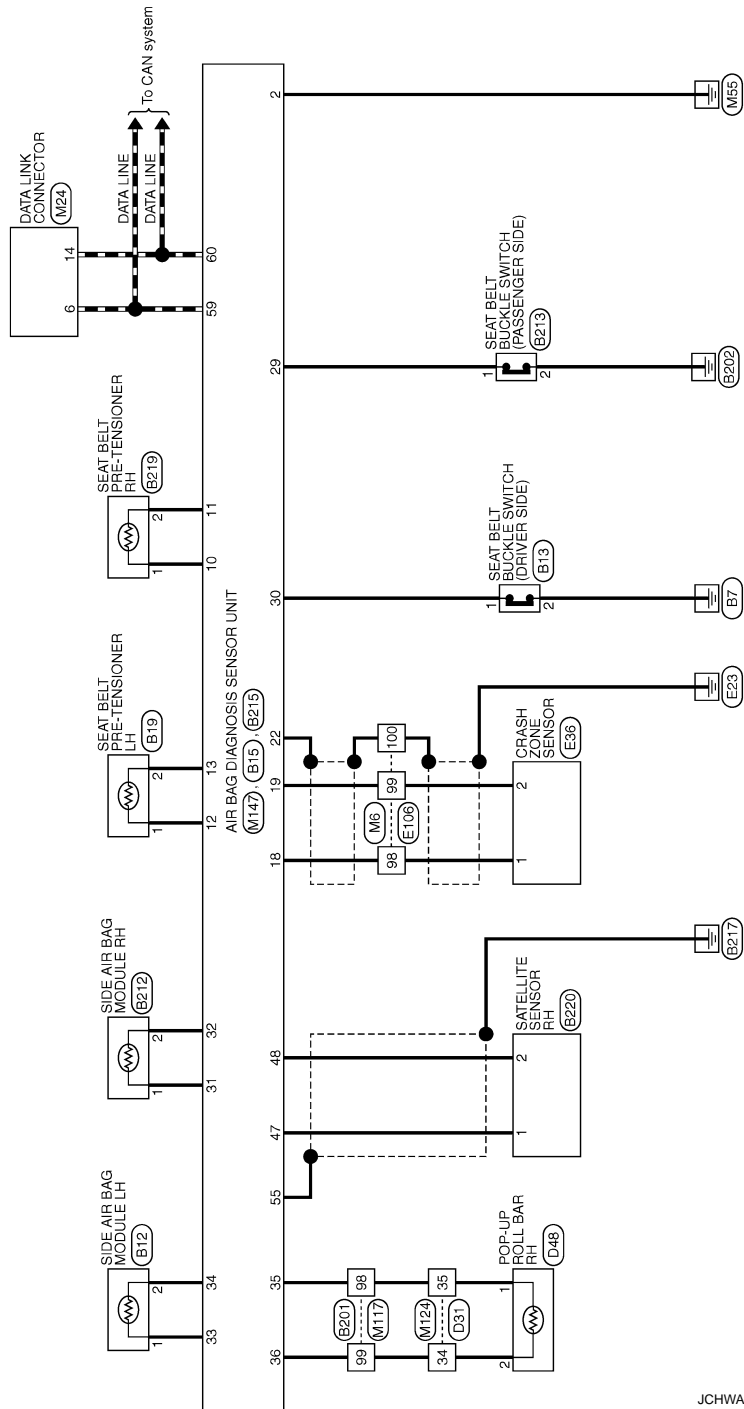 DATA LINK
CONNECTOR
M24
14
6
DATA LINE
DATA LINE
To CAN system
60
59
SEAT BELT
PRE-TENSIONER
RH
B219
2
1
11
10
SEAT BELT
PRE-TENSIONER
LH
B19
2
1
13
12
SIDE AIR BAG
MODULE RH
B212
2
1
32
31
SIDE AIR BAG
MODULE LH
B12
2
1
34
33
AIR BAG DIAGNOSIS SENSOR UNIT
M147 , B15 , B215
2
M55
29
SEAT BELT
BUCKLE SWITCH
(PASSENGER SIDE)
B213
1
2
B202
30
SEAT BELT
BUCKLE SWITCH
(DRIVER SIDE)
B13
1
2
B7
22
19
18
100
99
98
M6
E106
E23
CRASH
ZONE
SENSOR
E36
2
1
48
47
55
B217
SATELLITE
SENSOR
RH
B220
2
1
35
36
98
99
B201
M117
35
34
M124
D31
POP-UP
ROLL BAR
RH
D48
1
2
JCHWA